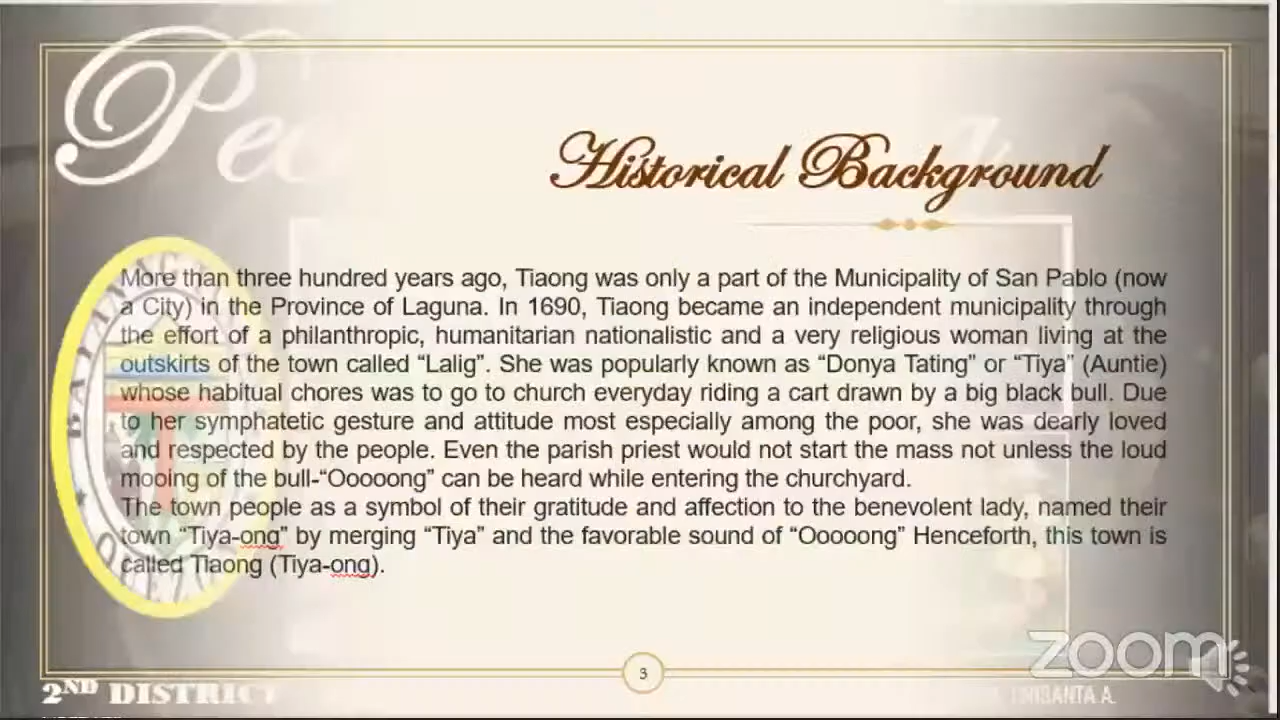 Peo
Historical Background
More than three hundred years ago, Tiaong was only a part of the Municipality of San Pablo (now
a City) in the Province of Laguna. In 1690, Tiaong became an independent municipality through
the effort of a philanthropic, humanitarian nationalistic and a very religious woman living at the
outskirts of the town called “Lalig”. She was popularly known as “Donya Tating” or “Tiya” (Auntie)
whose habitual chores was to go to church everyday riding a cart drawn by a big black bull. Due
to her symphatetic gesture and attitude most especially among the poor, she was dearly loved
and respected by the people. Even the parish priest would not start the mass not unless the loud
mooing of the bull-“Ooooong” can be heard while entering the churchyard.
The town people as a symbol of their gratitude and affection to the benevolent lady, named their
town “Tiya-ong” by merging “Tiya” and the favorable sound of “Ooooong” Henceforth, this town is
called Tiaong (Tiya-ong).
zoom
3
2ND DISTRICT